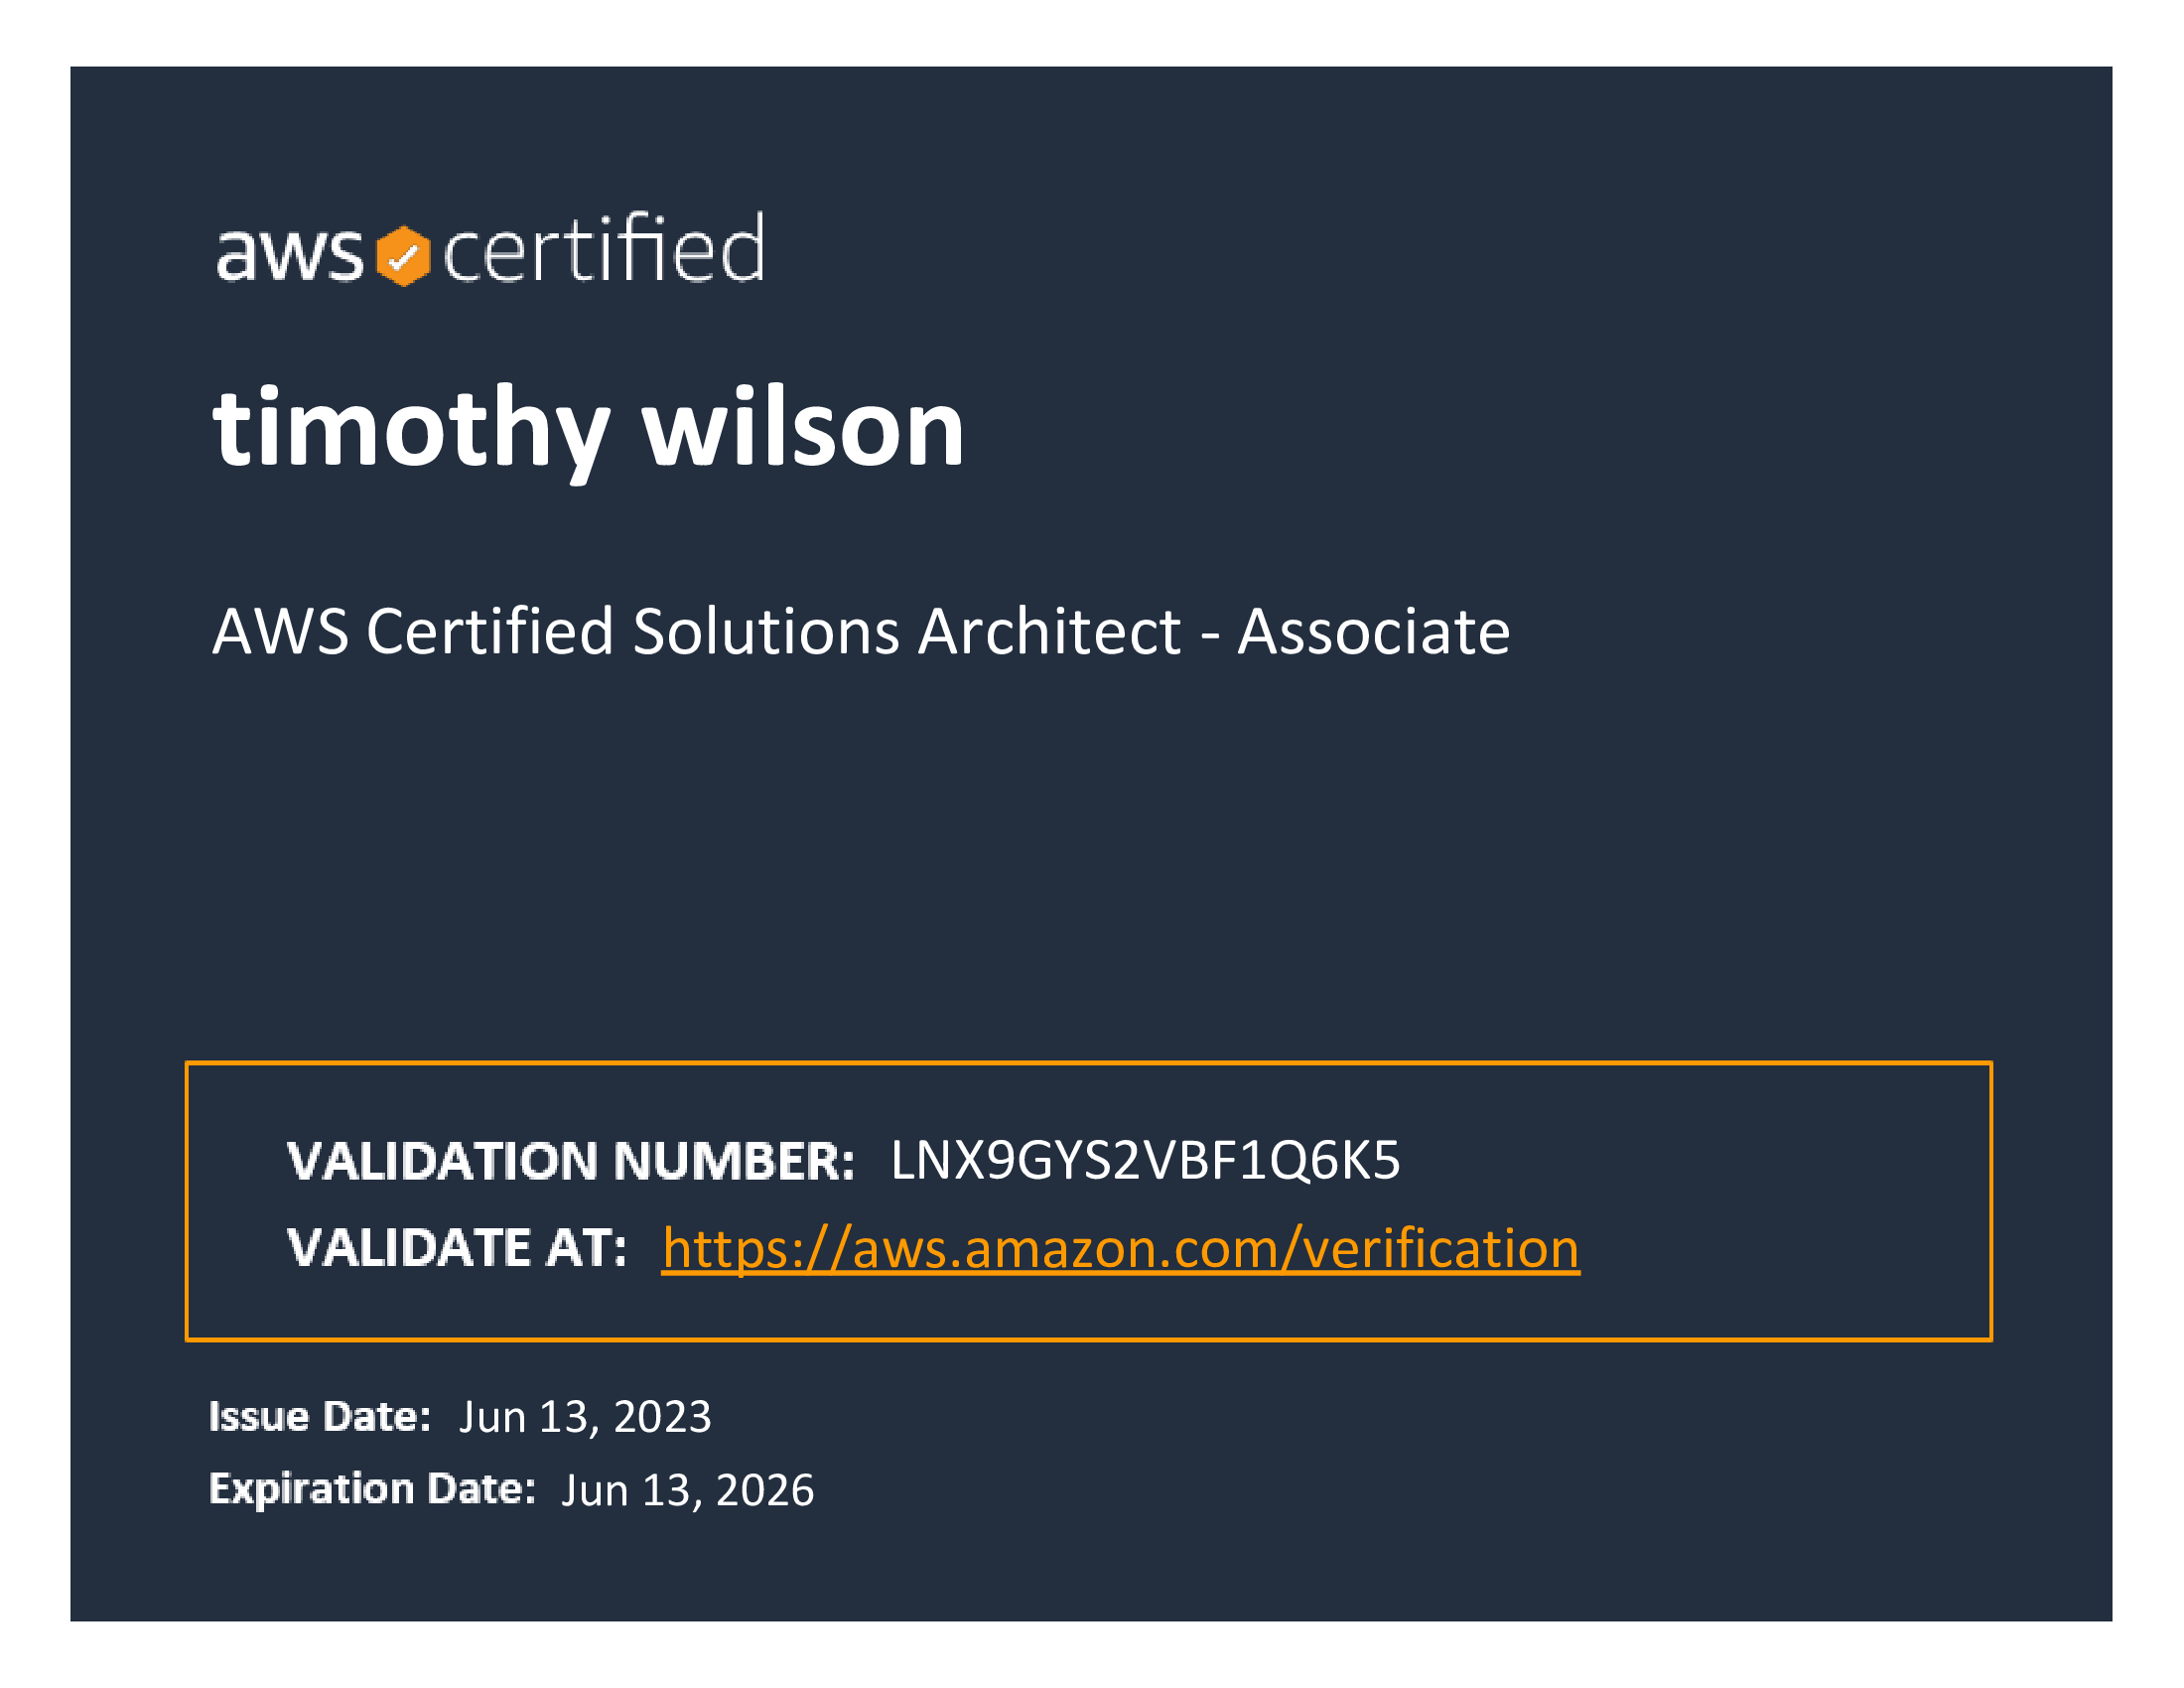 aws certified
timothy wilson
AWS Certified Solutions Architect - Associate
VALIDATION NUMBER: LNX9GYS2VBF1Q6K5
VALIDATE AT: https://aws.amazon.com/verification
Issue Date: Jun 13, 2023
Expiration Date: Jun 13, 2026